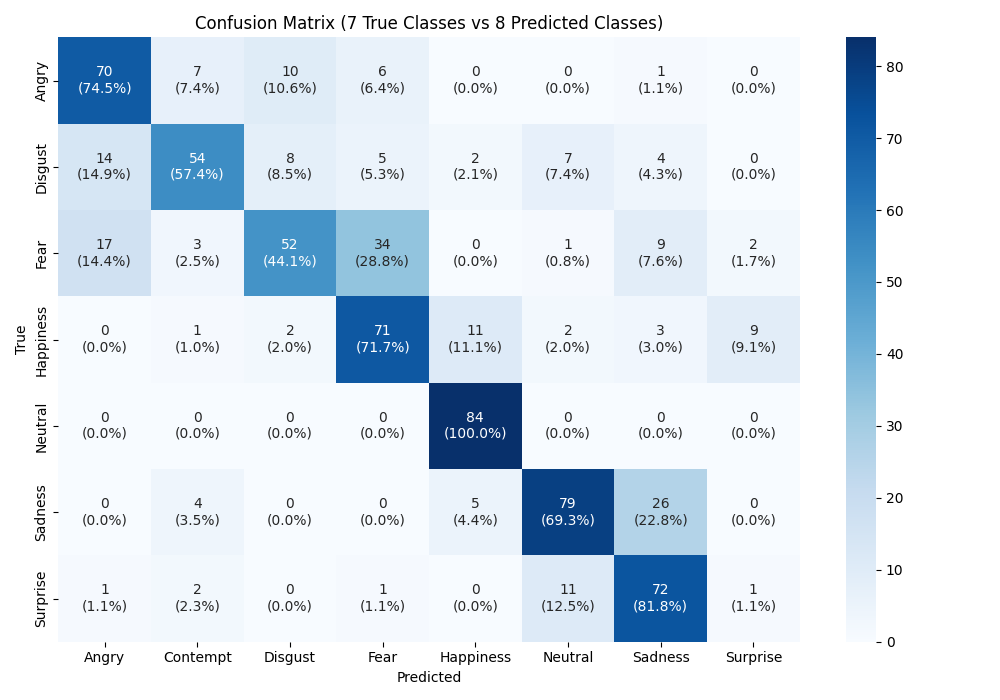 Confusion Matrix (7 True Classes vs 8 Predicted Classes)
Angry
70 7 10 6 0 0 1 0
(74.5%) (7.4%) (10.6%) (6.4%) (0.0%) (0.0%) (1.1%) (0.0%)
Disgust
14 54 8 5 2 7 4 0
(14.9%) (57.4%) (8.5%) (5.3%) (2.1%) (7.4%) (4.3%) (0.0%)
Fear
17 3 52 34 0 1 9 2
(14.4%) (2.5%) (44.1%) (28.8%) (0.0%) (0.8%) (7.6%) (1.7%)
True
Happiness
0 1 2 71 11 2 3 9
(0.0%) (1.0%) (2.0%) (71.7%) (11.1%) (2.0%) (3.0%) (9.1%)
Neutral
0 0 0 0 84 0 0 0
(0.0%) (0.0%) (0.0%) (0.0%) (100.0%) (0.0%) (0.0%) (0.0%)
Sadness
0 4 0 0 5 79 26 0
(0.0%) (3.5%) (0.0%) (0.0%) (4.4%) (69.3%) (22.8%) (0.0%)
Surprise
1 2 0 1 0 11 72 1
(1.1%) (2.3%) (0.0%) (1.1%) (0.0%) (12.5%) (81.8%) (1.1%)
Angry Contempt Disgust Fear Happiness Neutral Sadness Surprise
Predicted
80
70
60
50
40
30
20
10
0